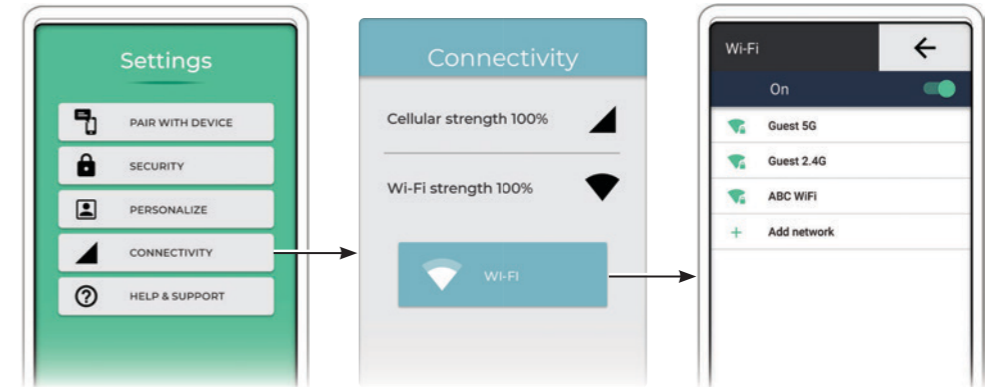 Settings
PAIR WITH DEVICE
SECURITY
PERSONALIZE
CONNECTIVITY
HELP & SUPPORT
Connectivity
Cellular strength 100%
Wi-Fi strength 100%
WI-FI
Wi-Fi
On
Guest 5G
Guest 2.4G
ABC WiFi
Add network